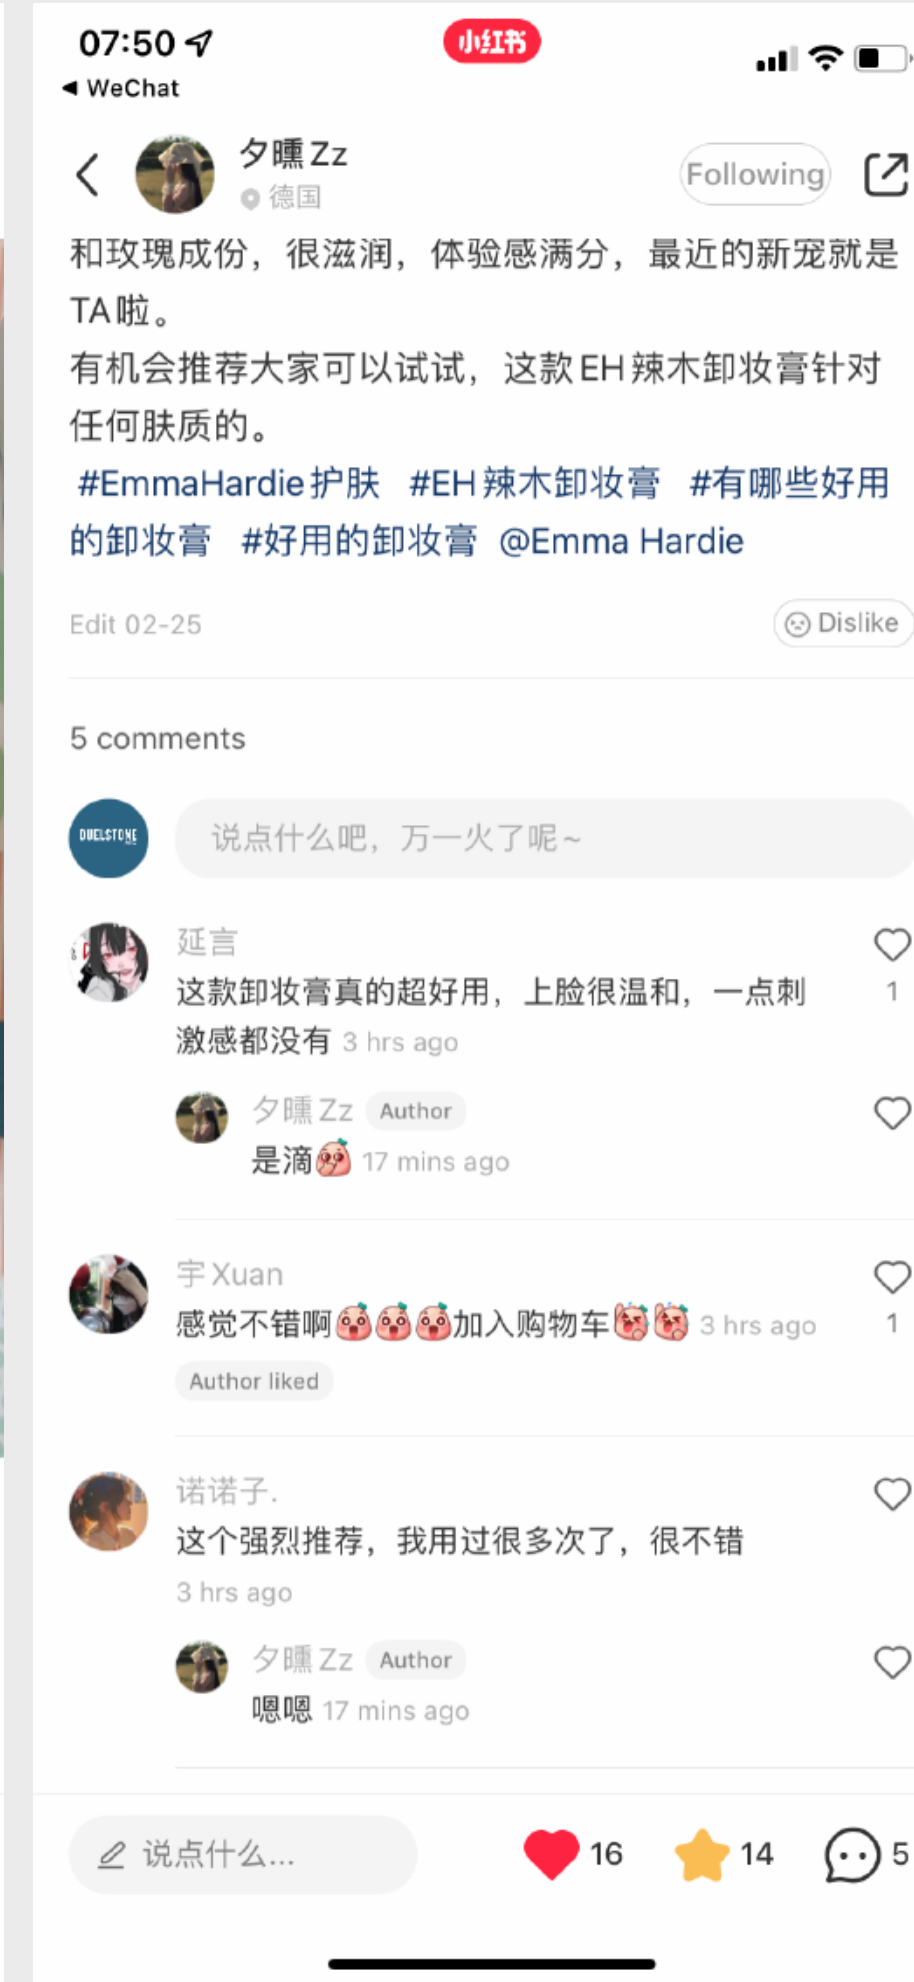 07:50
小红书
WeChat
夕曛Zz
Following
德国
和玫瑰成份，很滋润，体验感满分，最近的新宠就是
TA啦。
有机会推荐大家可以试试，这款EH辣木卸妆膏针对
任何肤质的。
#EmmaHardie护肤 #EH辣木卸妆膏 #有哪些好用
的卸妆膏 #好用的卸妆膏 @Emma Hardie
Edit 02-25
Dislike
5 comments
DUELSTONE
说点什么吧，万一火了呢~
延言
这款卸妆膏真的超好用，上脸很温和，一点刺
1
激感都没有 3 hrs ago
夕曛Zz Author
是滴 17 mins ago
宇Xuan
感觉不错啊加入购物车 3 hrs ago
1
Author liked
诺诺子.
这个强烈推荐，我用过很多次了，很不错
3 hrs ago
夕曛Zz Author
嗯嗯 17 mins ago
说点什么... 16 14 5